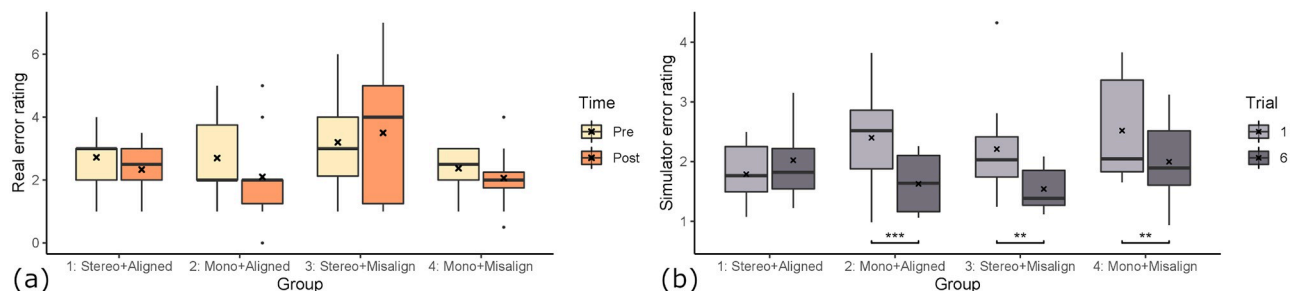 Real error rating
6
4
2
0
1: Stereo+Aligned 2: Mono+Aligned 3: Stereo+Misalign 4: Mono+Misalign
Group
(a)
Time
Pre
Post
Simulator error rating
4
3
2
1
*** ** **
1: Stereo+Aligned 2: Mono+Aligned 3: Stereo+Misalign 4: Mono+Misalign
Group
(b)
Trial
1
6